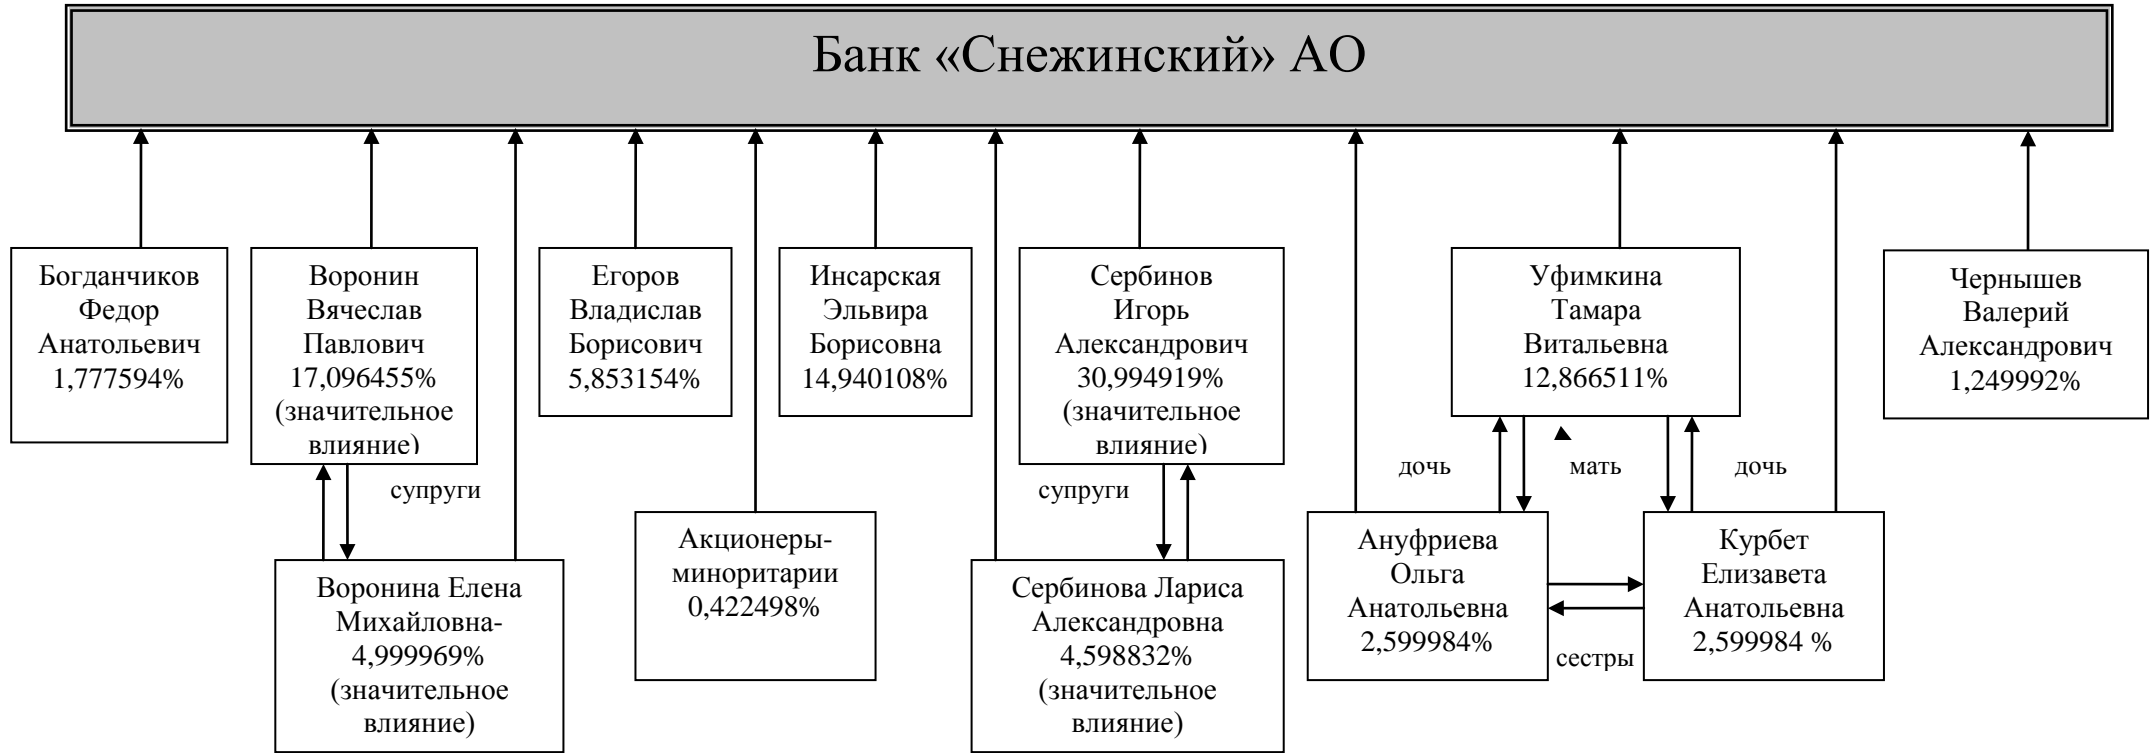 Банк «Снежинский» АО
Богданчиков
Федор
Анатольевич
1,777594%
Воронин
Вячеслав
Павлович
17,096455%
(значительное
влияние)
Егоров
Владислав
Борисович
5,853154%
Инсарская
Эльвира
Борисовна
14,940108%
Сербинов
Игорь
Александрович
30,994919%
(значительное
влияние)
Уфимкина
Тамара
Витальевна
12,866511%
Чернышев
Валерий
Александрович
1,249992%
супруги
супруги
дочь
мать
дочь
Воронина Елена
Михайловна-
4,999969%
(значительное
влияние)
Акционеры-
миноритарии
0,422498%
Сербинова Лариса
Александровна
4,598832%
(значительное
влияние)
Ануфриева
Ольга
Анатольевна
2,599984%
сестры
Курбет
Елизавета
Анатольевна
2,599984 %